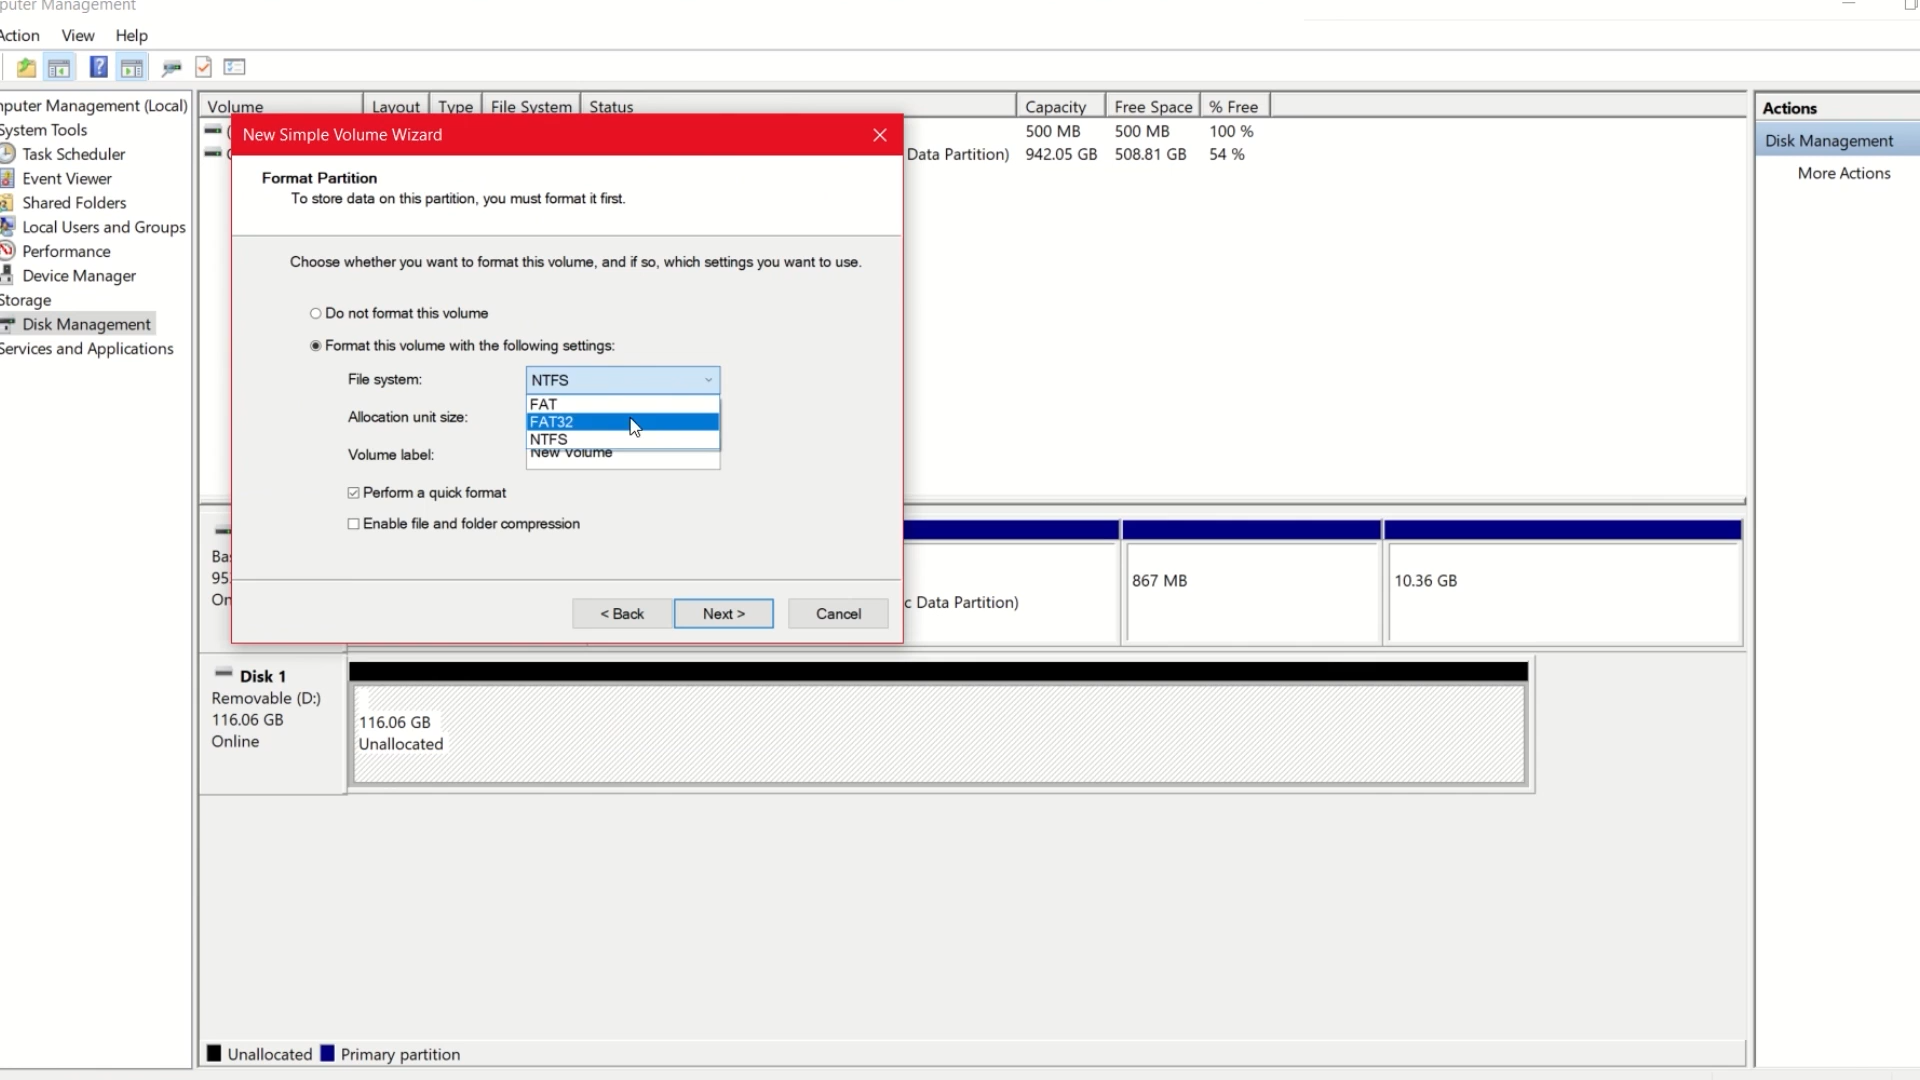 puter Management
Action View Help
mputer Management (Local)
System Tools
Task Scheduler
Event Viewer
Shared Folders
Local Users and Groups
Performance
Device Manager
Storage
Disk Management
Services and Applications
Volume Layout Type File System Status Capacity Free Space % Free
( 500 MB 500 MB 100 %
Data Partition) 942.05 GB 508.81 GB 54 %
New Simple Volume Wizard
Format Partition
To store data on this partition, you must format it first.
Choose whether you want to format this volume, and if so, which settings you want to use.
Do not format this volume
Format this volume with the following settings:
File system: NTFS
FAT
Allocation unit size: FAT32
NTFS
Volume label: New Volume
Perform a quick format
Enable file and folder compression
< Back Next > Cancel
Ba
95.
On
c Data Partition)
867 MB
10.36 GB
Disk 1
Removable (D:)
116.06 GB
Online
116.06 GB
Unallocated
Unallocated Primary partition
Actions
Disk Management
More Actions